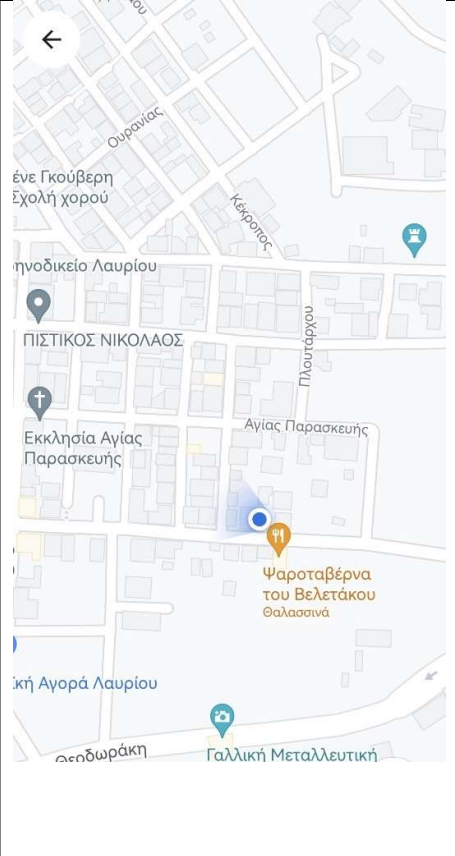 Ουρανίας
ένε Γκούβερη
Σχολή χορού
Κέκροπος
ηνοδικείο Λαυρίου
ΠΙΣΤΙΚΟΣ ΝΙΚΟΛΑΟΣ
Πλουτάρχου
Αγίας Παρασκευής
Εκκλησία Αγίας
Παρασκευής
Ψαροταβέρνα
του Βελετάκου
Θαλασσινά
κή Αγορά Λαυρίου
Θεοδωράκη
Γαλλική Μεταλλευτική